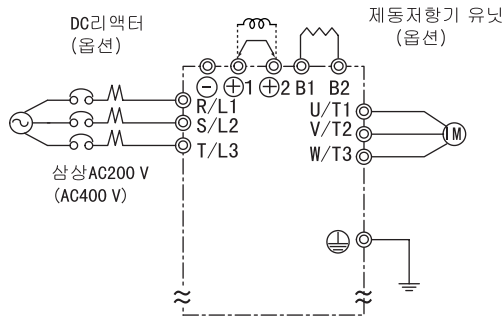 DC리액터
(옵션)
제동저항기 유닛
(옵션)
⊖ ⊕1 ⊕2 B1 B2
R/L1
S/L2
T/L3
U/T1
V/T2
W/T3
IM
삼상AC200 V
(AC400 V)